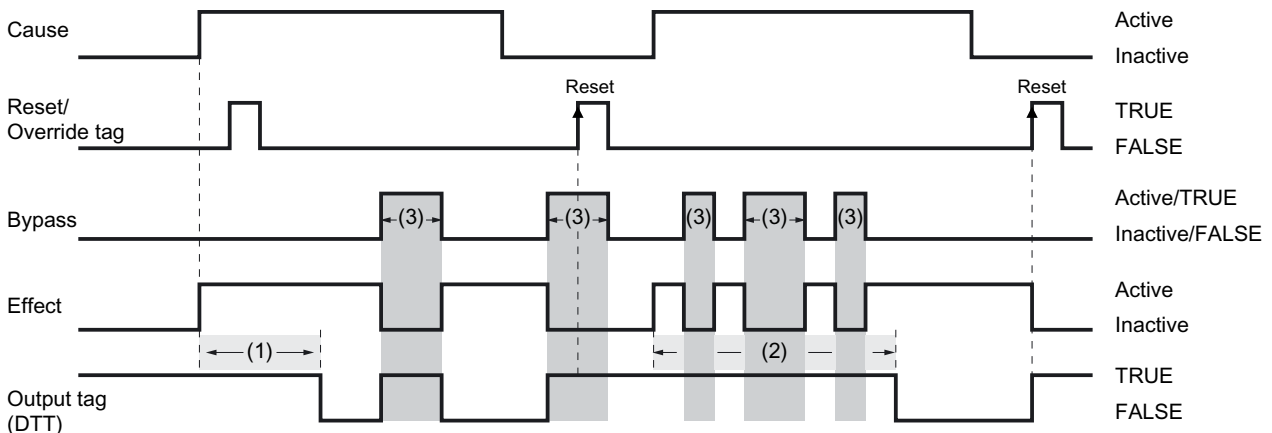 Cause
Active
Inactive
Reset/
Override tag
Reset
Reset
TRUE
FALSE
Bypass
(3)
(3)
(3)
(3)
(3)
Active/TRUE
Inactive/FALSE
Effect
Active
Inactive
(1)
(2)
Output tag
(DTT)
TRUE
FALSE